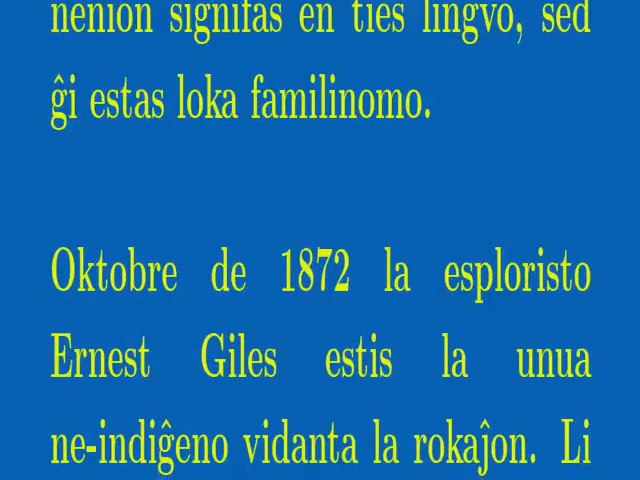 nenion signifas en ties lingvo, sed
ĝi estas loka familinomo.
Oktobre de 1872 la esploristo
Ernest Giles estis la unua
ne-indiĝeno vidanta la rokaĵon. Li